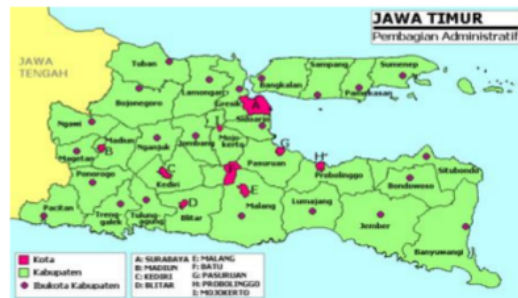 JAWA TIMUR
Pembagian Administratif
JAWA
TENGAH
Tuban
Lamongan
Gresik
Bangkalan
Sampang
Pamekasan
Sumenep
Bojonegoro
A
Sidoarjo
Ngawi
Madiun
B
Magetan
Nganjuk
Jombang
I
Mojo-
kerto
Pasuruan
G
H
Probolinggo
Situbondo
Bondowoso
Ponorogo
C
Kediri
E
Pacitan
Treng-
galek
Tulung-
agung
D
Blitar
Malang
Lumajang
Jember
Banyuwangi
Kota
Kabupaten
Ibukota Kabupaten
A: SURABAYA E: MALANG
B: MADIUN F: BATU
C: KEDIRI G: PASURUAN
D: BLITAR H: PROBOLINGGO
I: MOJOKERTO